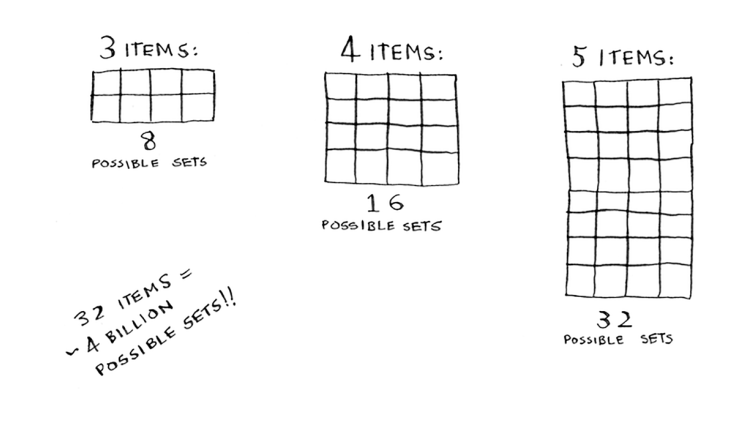 3 ITEMS:
8
POSSIBLE SETS
4 ITEMS:
16
POSSIBLE SETS
5 ITEMS:
32
POSSIBLE SETS
32 ITEMS =
~4 BILLION
POSSIBLE SETS!!